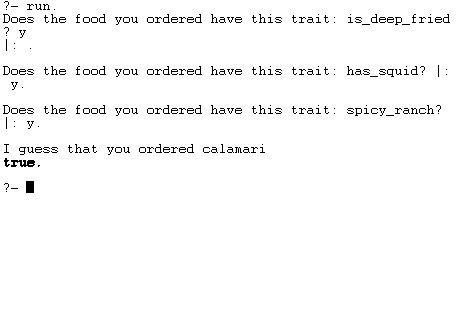 ?- run.
Does the food you ordered have this trait: is_deep_fried
? y
|: .
Does the food you ordered have this trait: has_squid? |:
 y.
Does the food you ordered have this trait: spicy_ranch?
|: y.
I guess that you ordered calamari
true.
?-